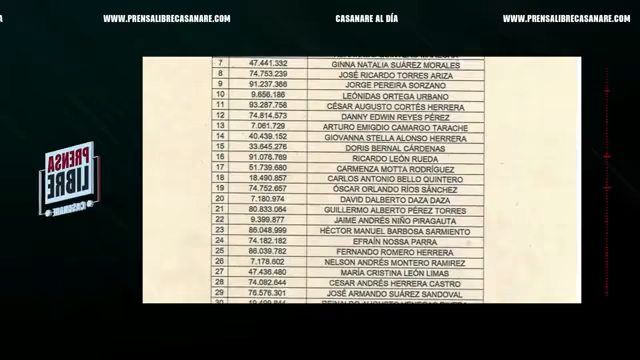 WWW.PRENSALIBRECASANARE.COM
CASANARE AL DÍA
WWW.PRENSALIBRECASANARE.COM
7 47.441.332 GINNA NATALIA SUÁREZ MORALES
8 74.753.239 JOSÉ RICARDO TORRES ARIZA
9 91.237.366 JORGE PEREIRA SORZANO
10 9.656.186 LEÓNIDAS ORTEGA URBANO
11 93.287.758 CÉSAR AUGUSTO CORTÉS HERRERA
12 74.814.573 DANNY EDWIN REYES PÉREZ
13 7.061.729 ARTURO EMIGDIO CAMARGO TARACHE
14 40.439.152 GIOVANNA STELLA ALONSO HERRERA
15 33.645.276 DORIS BERNAL CÁRDENAS
16 91.076.769 RICARDO LEÓN RUEDA
17 51.739.680 CARMENZA MOTTA RODRÍGUEZ
18 18.490.857 CARLOS ANTONIO BELLO QUINTERO
19 74.752.657 ÓSCAR ORLANDO RÍOS SÁNCHEZ
20 7.180.974 DAVID DALBERTO DAZA DAZA
21 80.833.064 GUILLERMO ALBERTO PÉREZ TORRES
22 9.399.877 JAIME ANDRÉS NIÑO PIRAGAUTA
23 86.048.999 HÉCTOR MANUEL BARBOSA SARMIENTO
24 74.182.182 EFRAÍN NOSSA PARRA
25 86.039.782 FERNANDO ROMERO HERRERA
26 7.178.602 NELSON ANDRÉS MONTERO RAMIREZ
27 47.436.480 MARÍA CRISTINA LEÓN LIMAS
28 74.082.644 CESAR ANDRÉS HERRERA CASTRO
29 76.576.301 JOSÉ ARMANDO SUÁREZ SANDOVAL
30
PRENSA
LIBRE
CASANARE